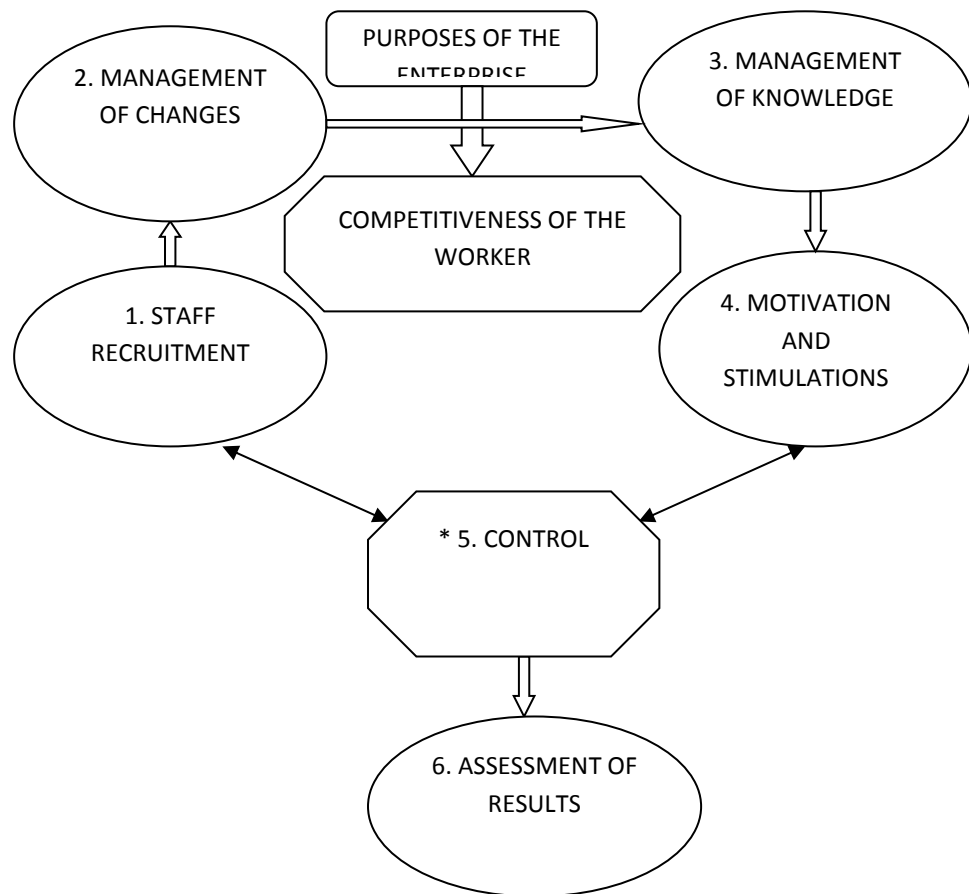 PURPOSES OF THE
ENTERPRISE
2. MANAGEMENT
OF CHANGES
3. MANAGEMENT
OF KNOWLEDGE
COMPETITIVENESS OF THE
WORKER
1. STAFF
RECRUITMENT
4. MOTIVATION
AND
STIMULATIONS
* 5. CONTROL
6. ASSESSMENT OF
RESULTS